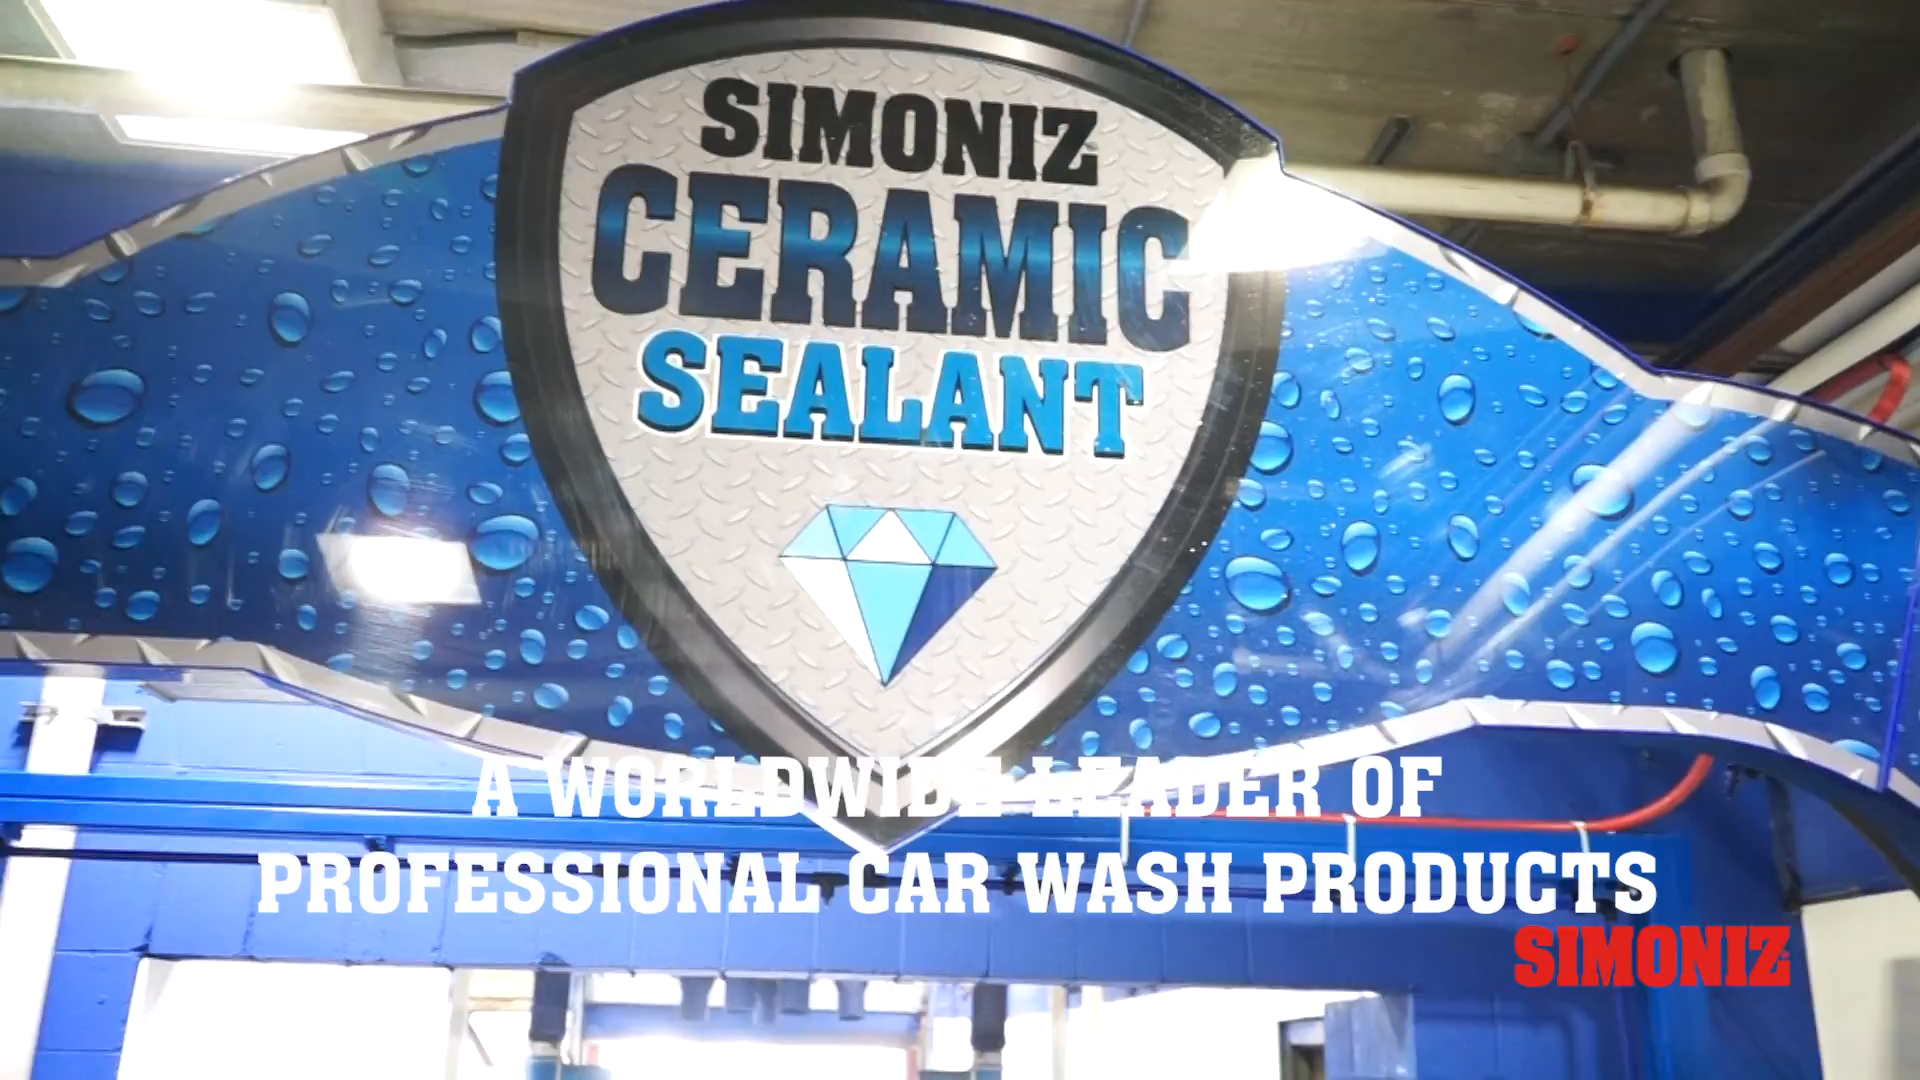 SIMONIZ
CERAMIC
SEALANT
A WORLDWIDE LEADER OF
PROFESSIONAL CAR WASH PRODUCTS
SIMONIZ